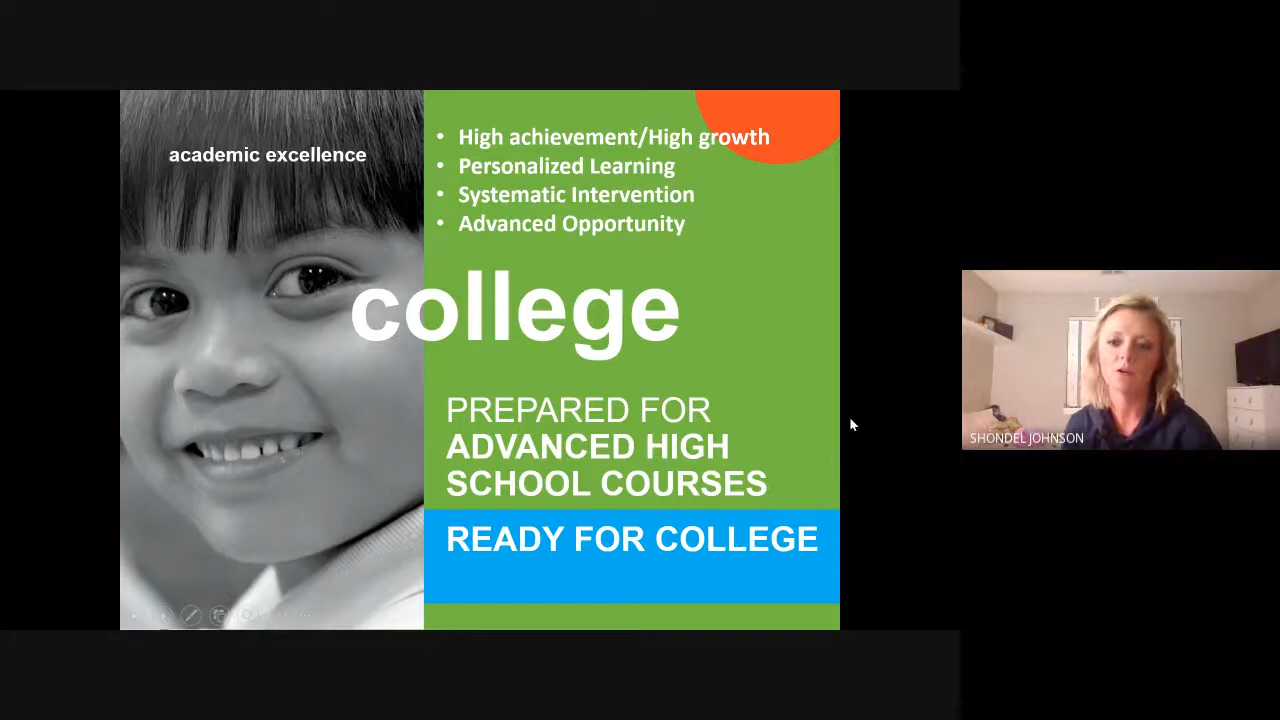 academic excellence
• High achievement/High growth
• Personalized Learning
• Systematic Intervention
• Advanced Opportunity
college
PREPARED FOR
ADVANCED HIGH
SCHOOL COURSES
READY FOR COLLEGE
SHONDEL JOHNSON